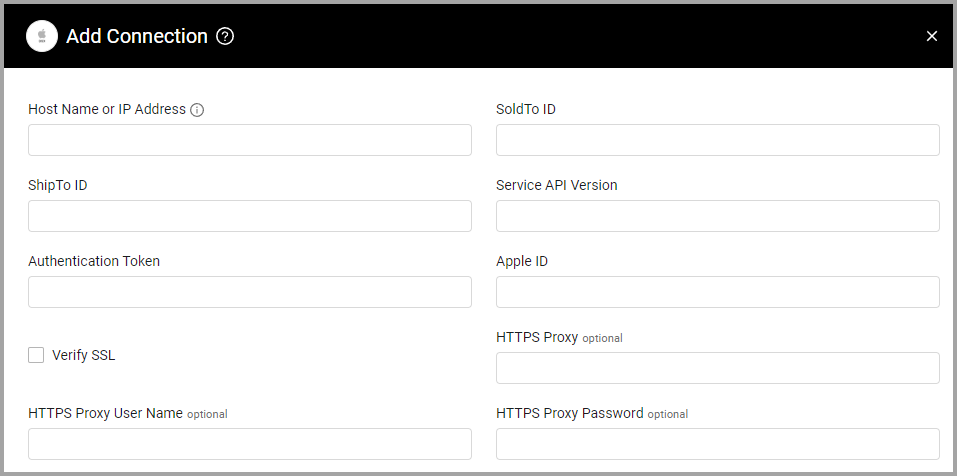 Add Connection
Host Name or IP Address
SoldTo ID
ShipTo ID
Service API Version
Authentication Token
Apple ID
Verify SSL
HTTPS Proxy optional
HTTPS Proxy User Name optional
HTTPS Proxy Password optional